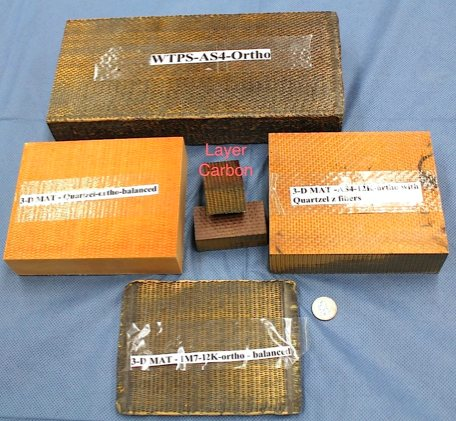 WTPS-AS4-Ortho
Layer
Carbon
3-D MAT - Quartzel-ortho-balanced
3-D MAT -AS4-12K-ortho with
Quartzel z fibers
3-D MAT - IM7-12K-ortho - balanced